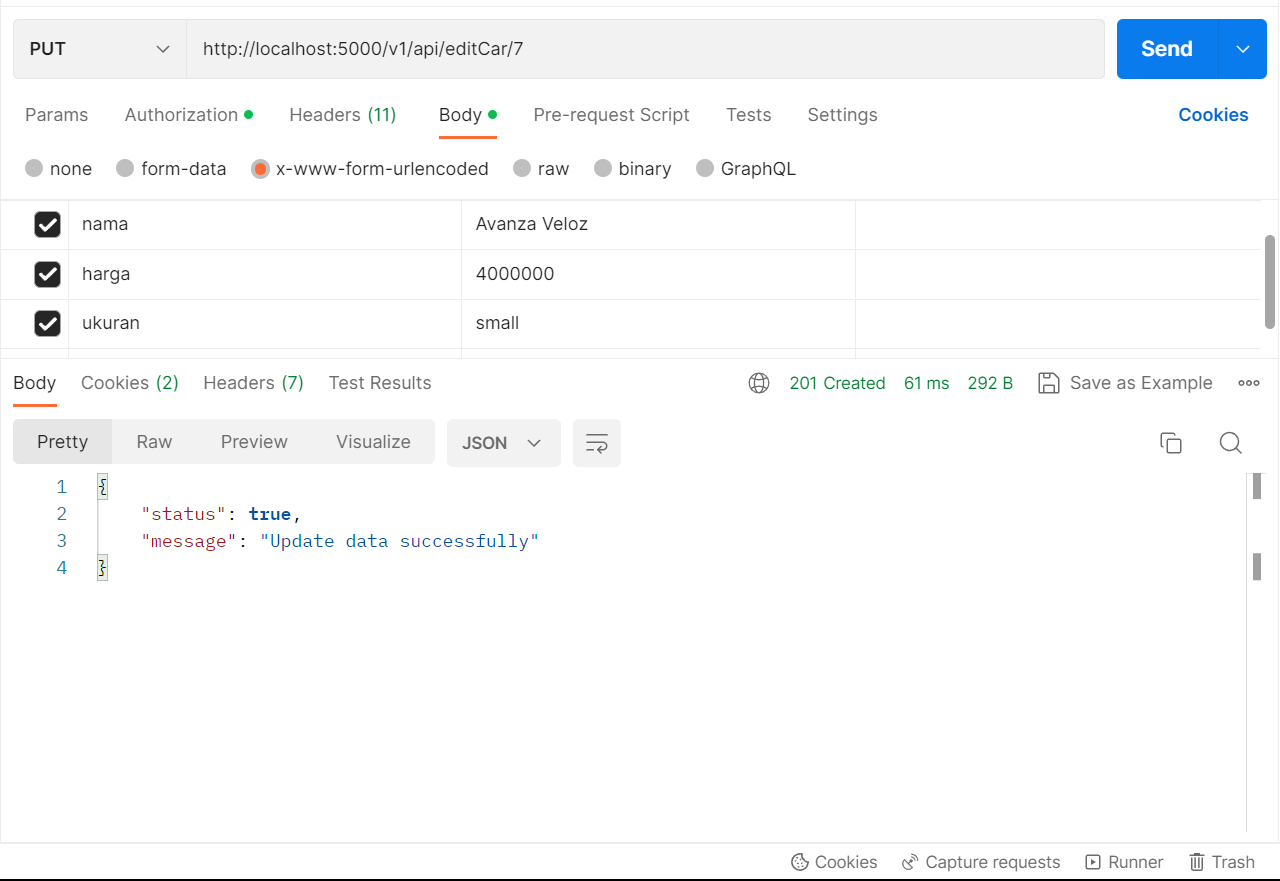 PUT http://localhost:5000/v1/api/editCar/7 Send
Params Authorization Headers (11) Body Pre-request Script Tests Settings Cookies
none form-data x-www-form-urlencoded raw binary GraphQL
nama Avanza Veloz
harga 4000000
ukuran small
Body Cookies (2) Headers (7) Test Results 201 Created 61 ms 292 B Save as Example
Pretty Raw Preview Visualize JSON
1 {
2 "status": true,
3 "message": "Update data successfully"
4 }
Cookies Capture requests Runner Trash